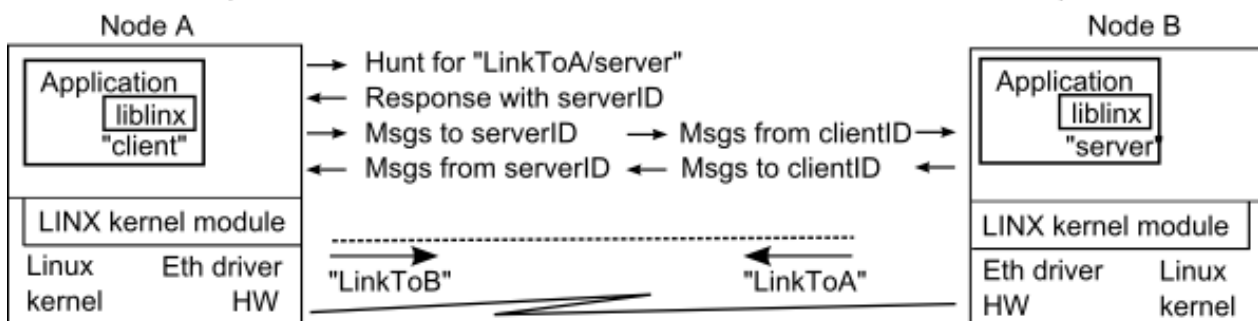 Node A
Node B
Application
liblinx
"client"
Hunt for "LinkToA/server"
Response with serverID
Msgs to serverID
Msgs from clientID
Msgs from serverID
Msgs to clientID
Application
liblinx
"server"
LINX kernel module
LINX kernel module
"LinkToB"
"LinkToA"
Linux Eth driver
kernel HW
Eth driver Linux
HW kernel